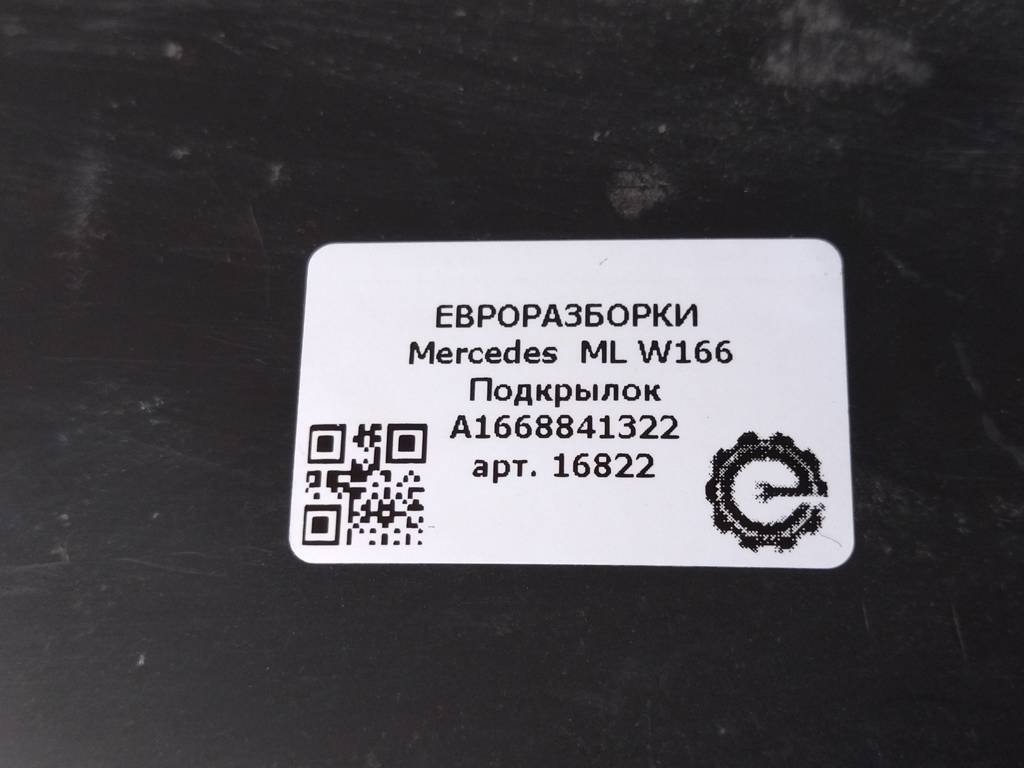 ЕВРОРАЗБОРКИ
Mercedes ML W166
Подкрылок
A1668841322
арт. 16822